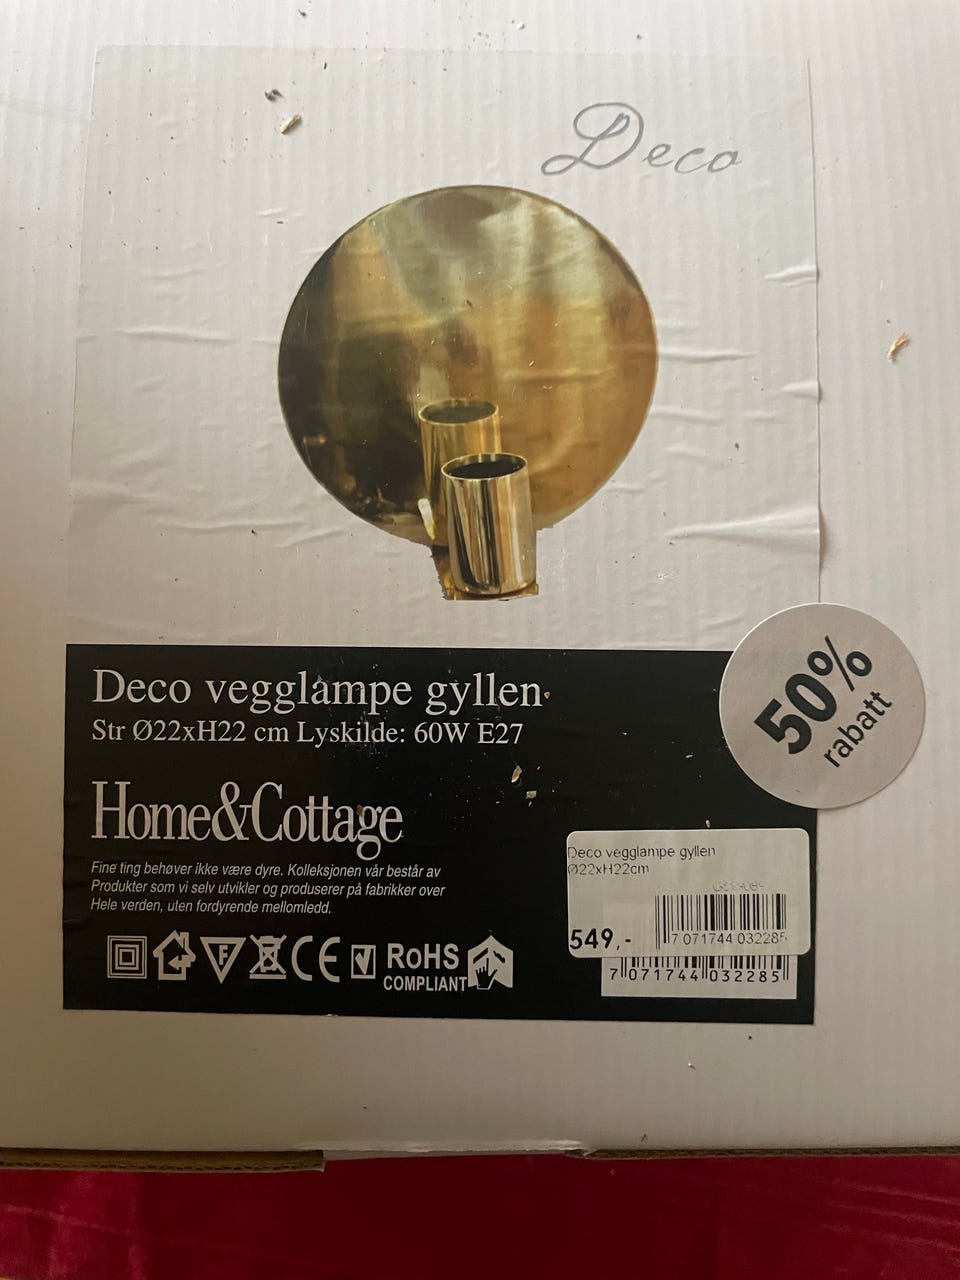 Deco
Deco vegglampe gyllen
Str Ø22xH22 cm Lyskilde: 60W E27
50%
rabatt
Home&Cottage
Fine ting behøver ikke være dyre. Kolleksjonen vår består av
Produkter som vi selv utvikler og produserer på fabrikker over
Hele verden, uten fordyrende mellomledd.
F
CE
RoHS
COMPLIANT
Deco vegglampe gyllen
Ø22xH22cm
549,-
7 071744 032285
7 071744 032285